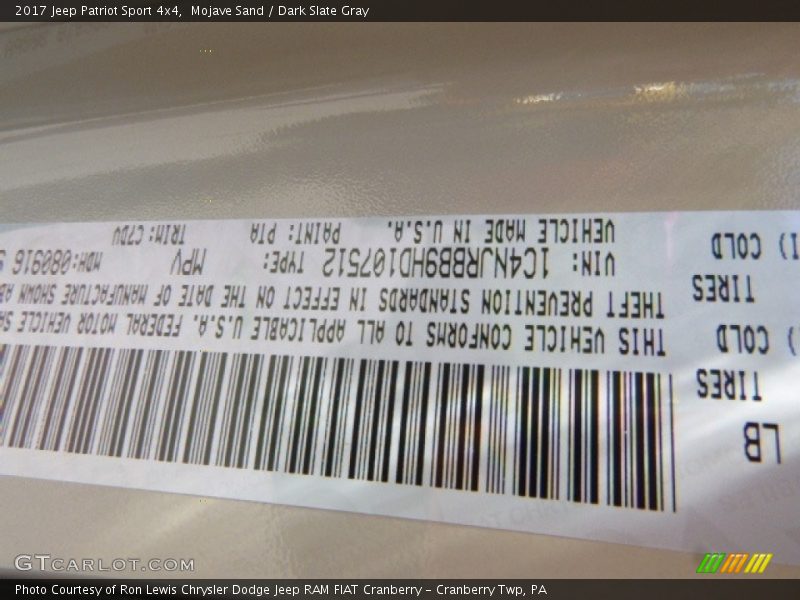 2017 Jeep Patriot Sport 4x4, Mojave Sand / Dark Slate Gray
LB
TIRES
COLD
TIRES
COLD
THIS VEHICLE CONFORMS TO ALL APPLICABLE U.S.A. FEDERAL MOTOR VEHICLE
THEFT PREVENTION STANDARDS IN EFFECT ON THE DATE OF MANUFACTURE SHOWN
VIN: 1C4NJRBB9HD107512 TYPE: MPV MDH: 080916
VEHICLE MADE IN U.S.A. PAINT: PTA TRIM: C7DV
GTCARLOT.COM
Photo Courtesy of Ron Lewis Chrysler Dodge Jeep RAM FIAT Cranberry – Cranberry Twp, PA